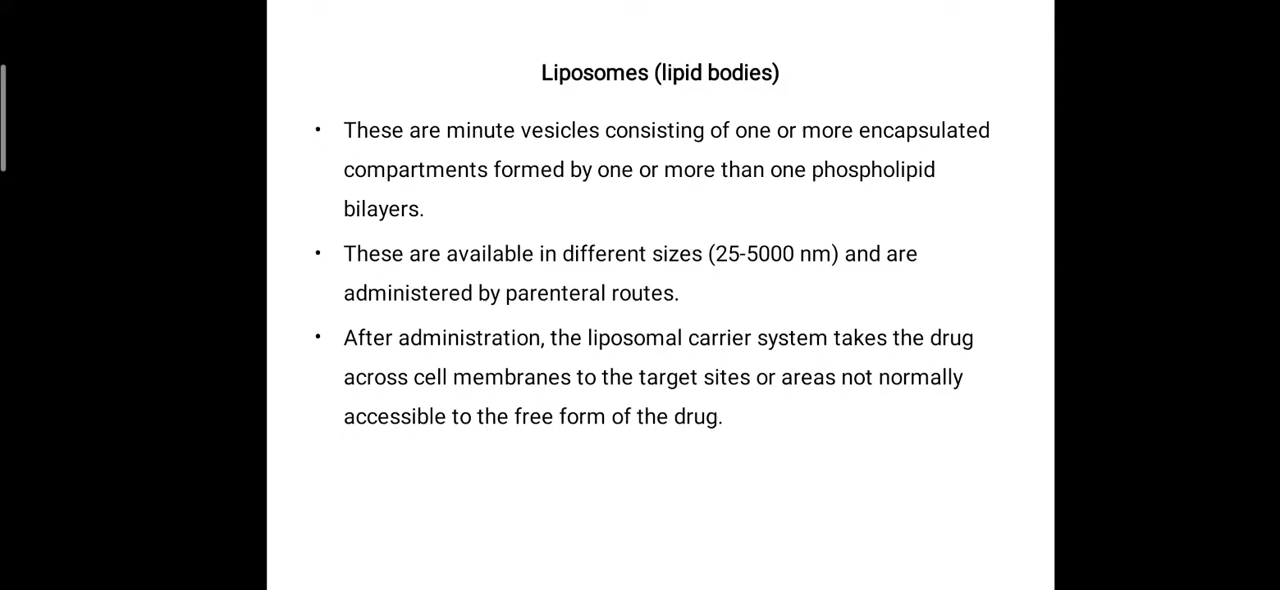 Liposomes (lipid bodies)
• These are minute vesicles consisting of one or more encapsulated
compartments formed by one or more than one phospholipid
bilayers.
• These are available in different sizes (25-5000 nm) and are
administered by parenteral routes.
• After administration, the liposomal carrier system takes the drug
across cell membranes to the target sites or areas not normally
accessible to the free form of the drug.